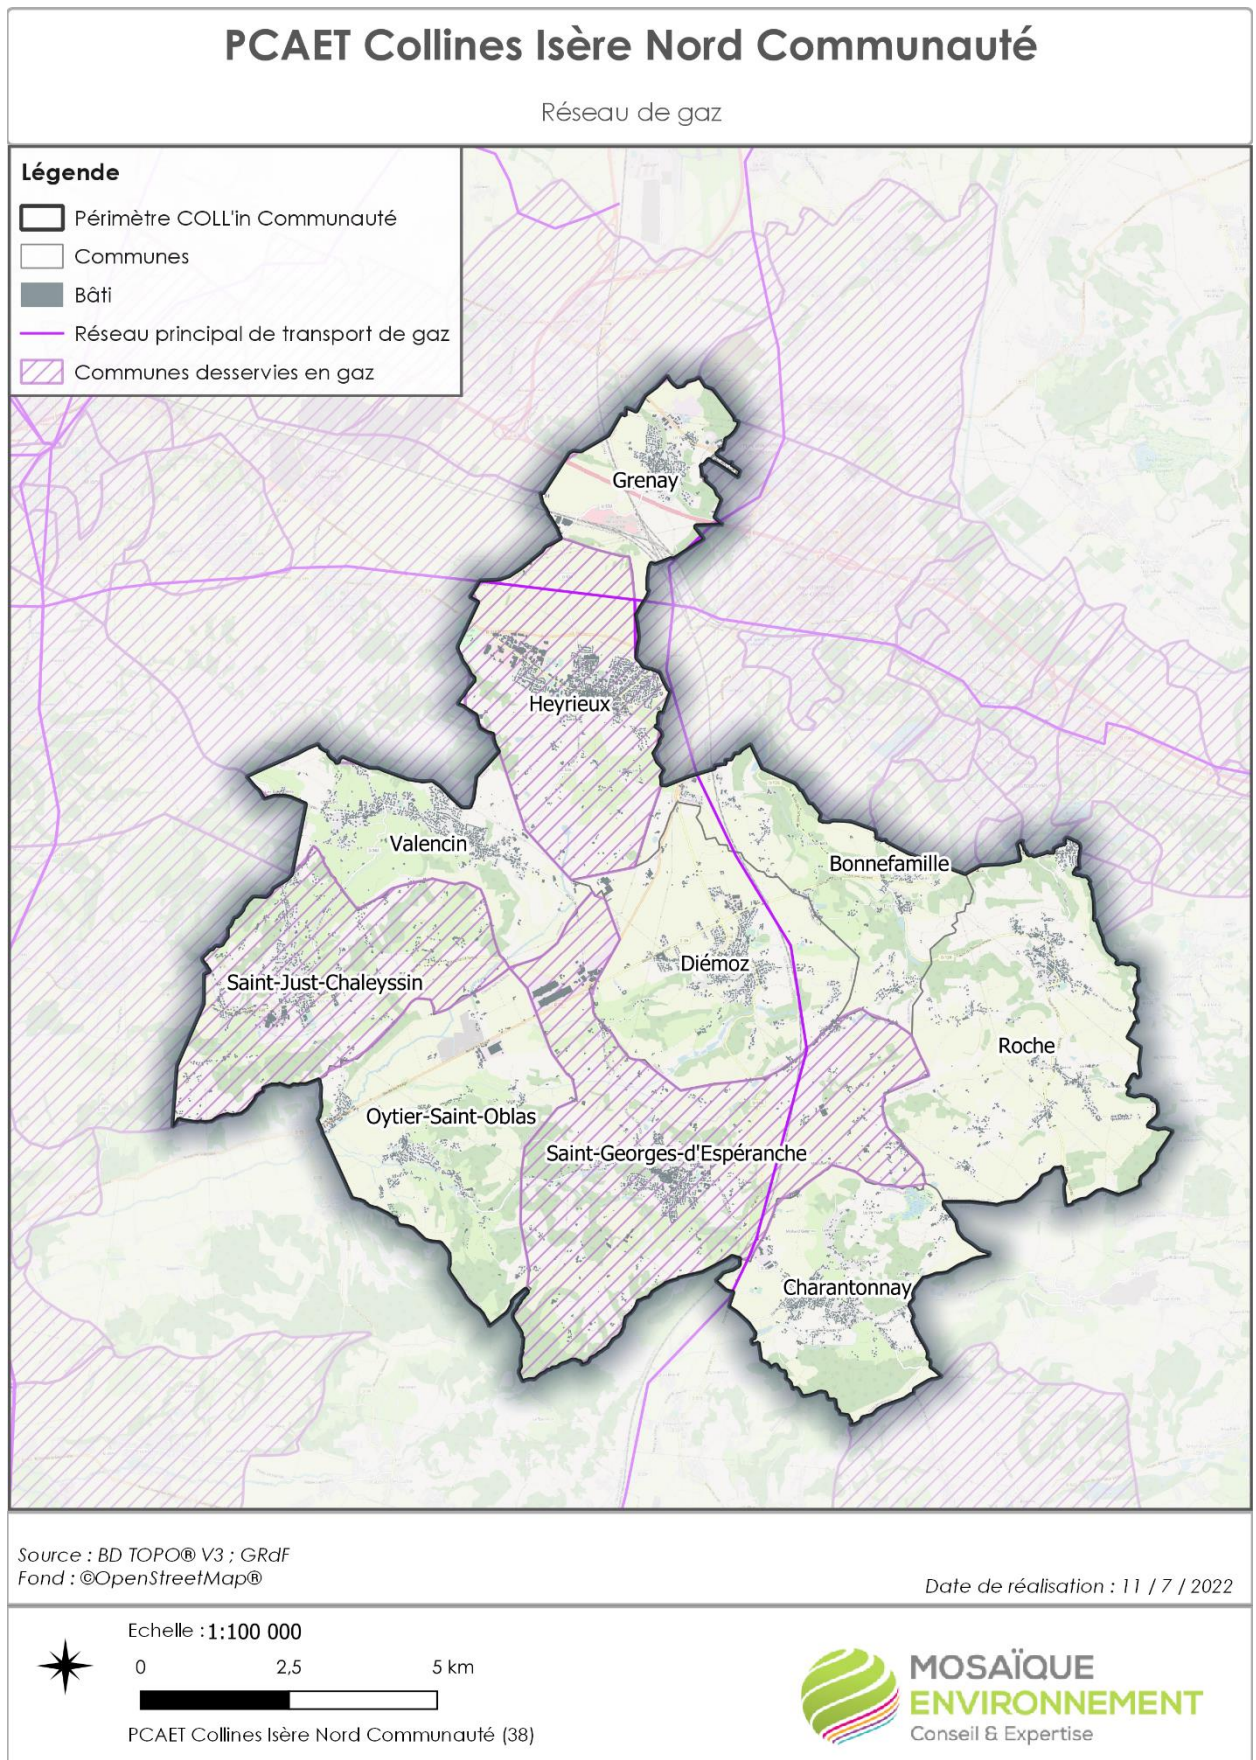 PCAET Collines Isère Nord Communauté
Réseau de gaz
Légende
Périmètre COLL'in Communauté
Communes
Bâti
Réseau principal de transport de gaz
Communes desservies en gaz
Grenay
Heyrieux
Valencin
Bonnefamille
Diémoz
Saint-Just-Chaleyssin
Roche
Oytier-Saint-Oblas
Saint-Georges-d'Espéranche
Charantonnay
Source : BD TOPO® V3 ; GRdF
Fond : ©OpenStreetMap®
Date de réalisation : 11 / 7 / 2022
Echelle : 1:100 000
0 2,5 5 km
PCAET Collines Isère Nord Communauté (38)
MOSAÏQUE
ENVIRONNEMENT
Conseil & Expertise